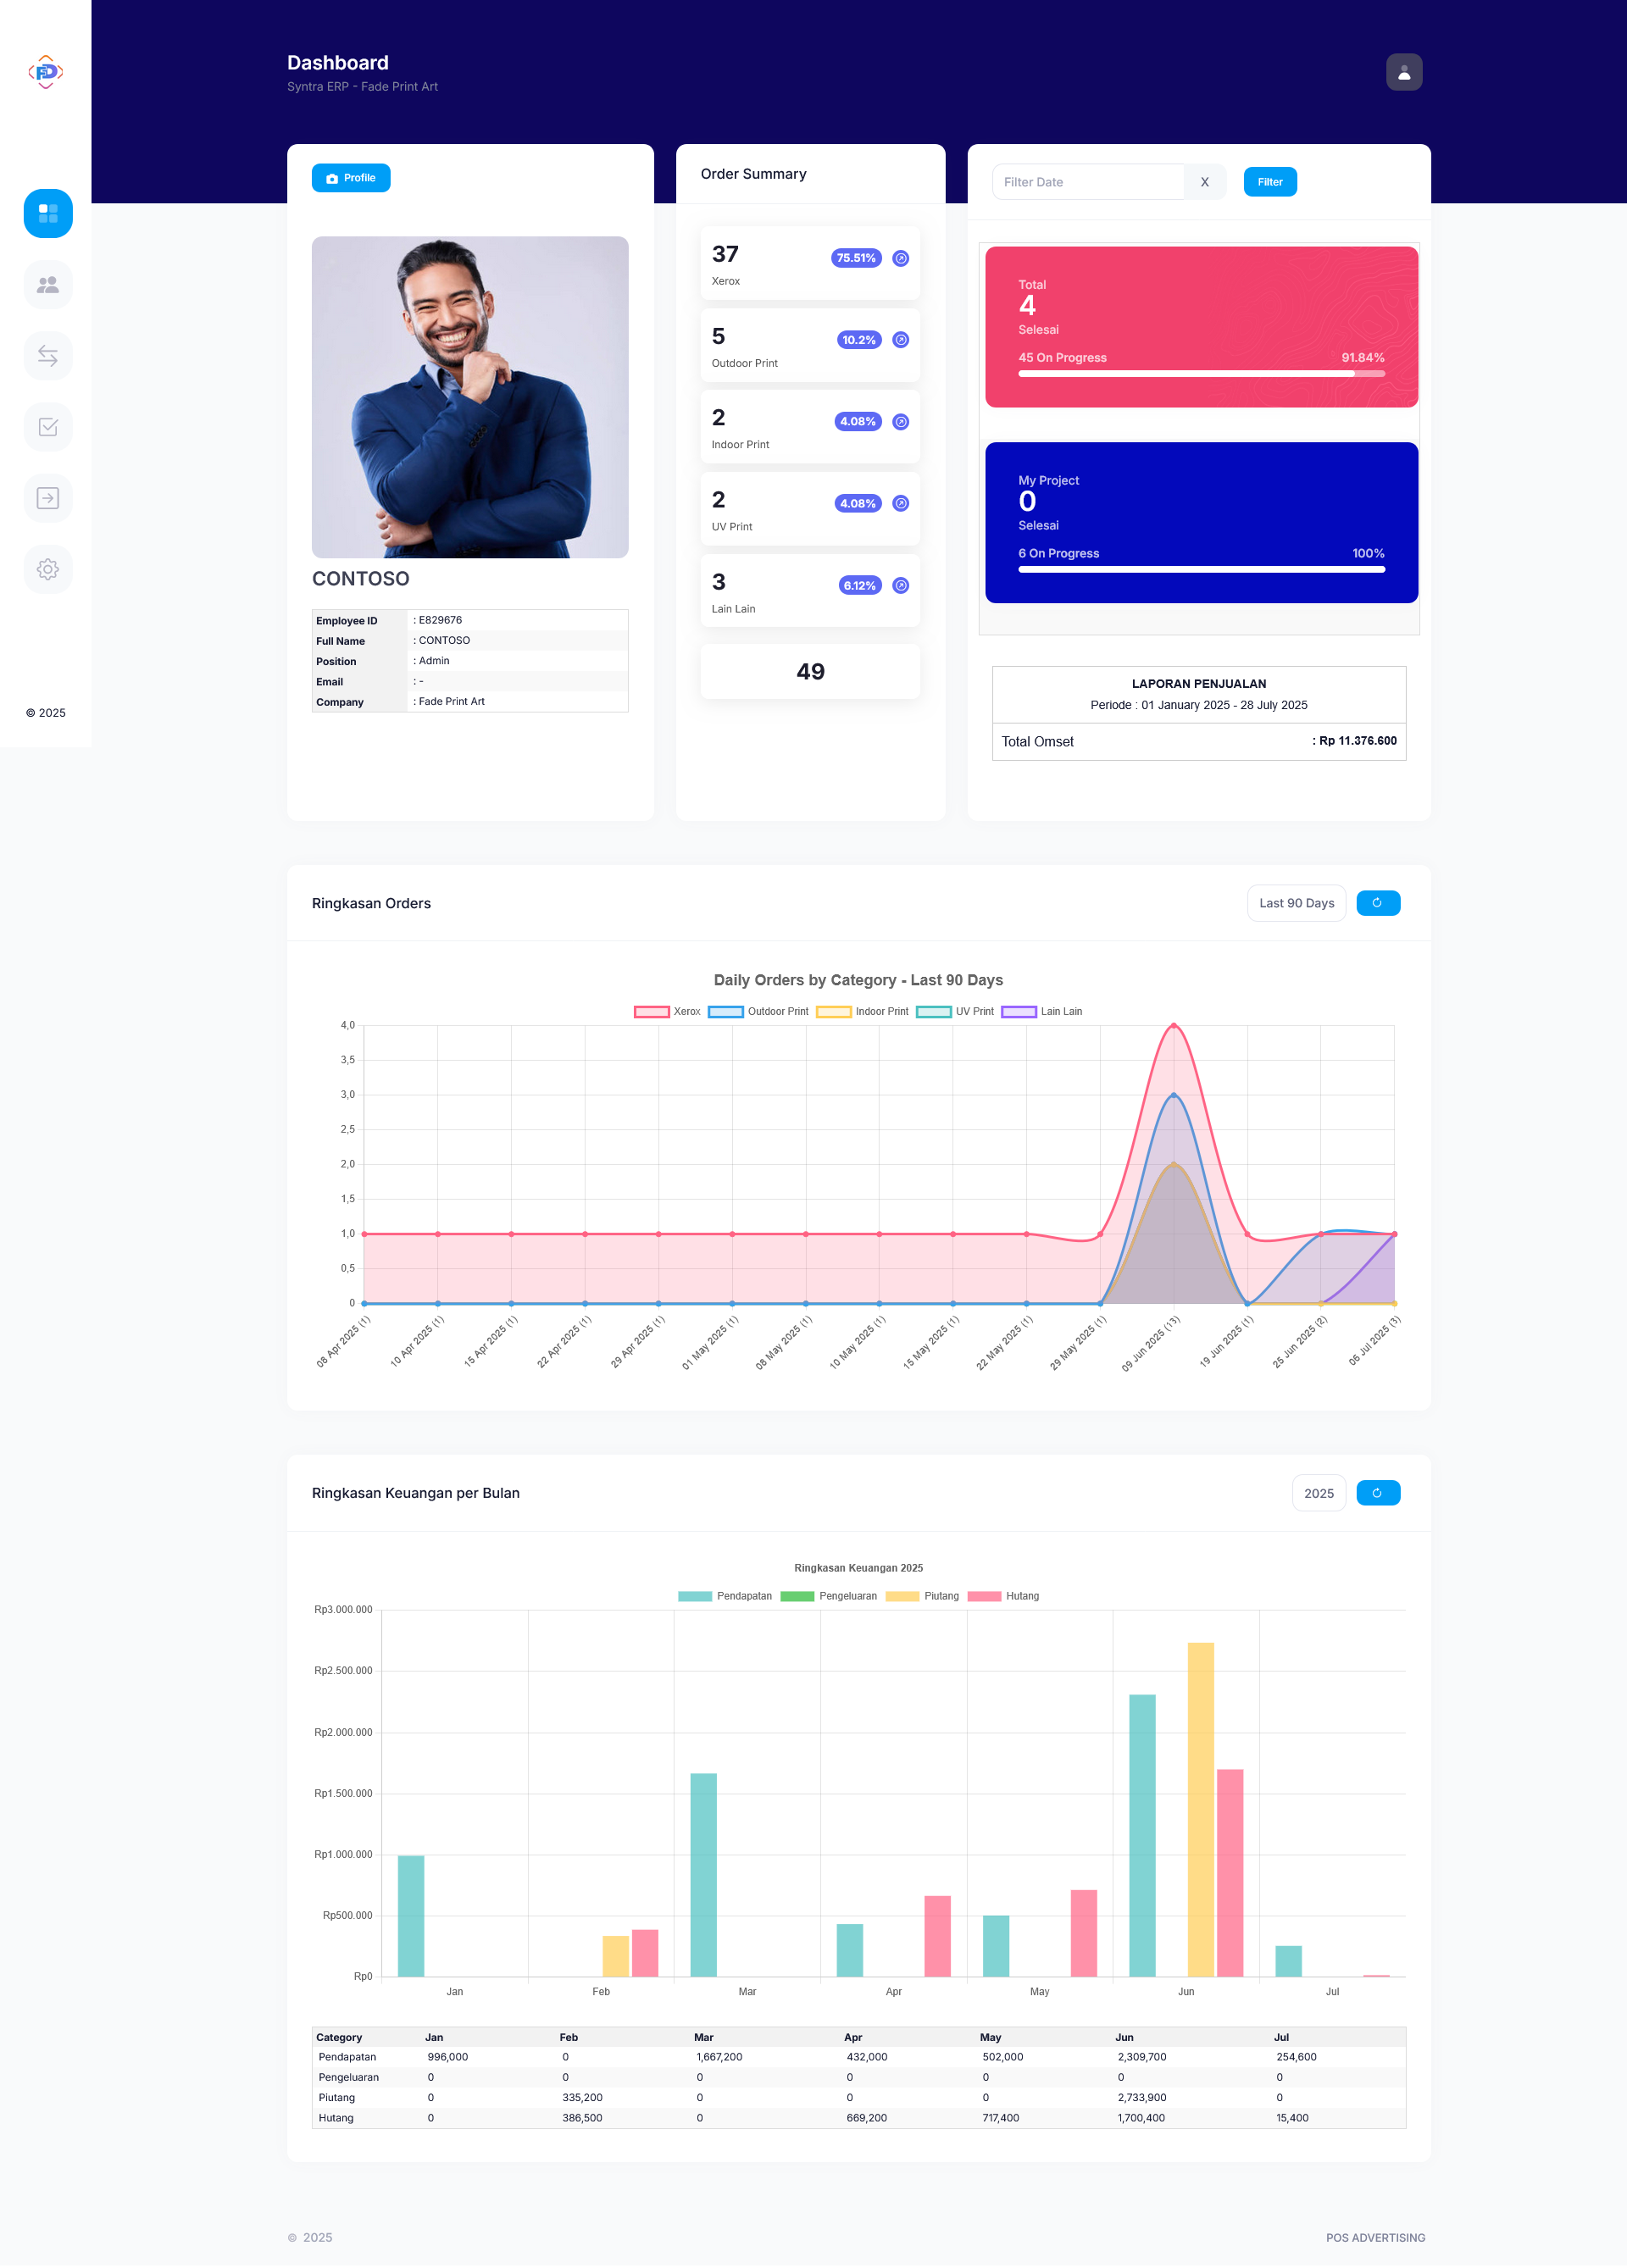 FD
Dashboard
Syntra ERP - Fade Print Art
Profile
CONTOSO
Employee ID : E829676
Full Name : CONTOSO
Position : Admin
Email : -
Company : Fade Print Art
© 2025
Order Summary
37 75.51%
Xerox
5 10.2%
Outdoor Print
2 4.08%
Indoor Print
2 4.08%
UV Print
3 6.12%
Lain Lain
49
Filter Date X Filter
Total
4
Selesai
45 On Progress 91.84%
My Project
0
Selesai
6 On Progress 100%
LAPORAN PENJUALAN
Periode : 01 January 2025 - 28 July 2025
Total Omset : Rp 11.376.600
Ringkasan Orders Last 90 Days
Daily Orders by Category - Last 90 Days
Xerox Outdoor Print Indoor Print UV Print Lain Lain
4,0
3,5
3,0
2,5
2,0
1,5
1,0
0,5
0
08 Apr 2025 (1) 10 Apr 2025 (1) 15 Apr 2025 (1) 22 Apr 2025 (1) 29 Apr 2025 (1) 01 May 2025 (1) 08 May 2025 (1) 10 May 2025 (1) 15 May 2025 (1) 22 May 2025 (1) 29 May 2025 (1) 09 Jun 2025 (13) 19 Jun 2025 (1) 25 Jun 2025 (2) 06 Jul 2025 (3)
Ringkasan Keuangan per Bulan 2025
Ringkasan Keuangan 2025
Pendapatan Pengeluaran Piutang Hutang
Rp3.000.000
Rp2.500.000
Rp2.000.000
Rp1.500.000
Rp1.000.000
Rp500.000
Rp0
Jan Feb Mar Apr May Jun Jul
Category Jan Feb Mar Apr May Jun Jul
Pendapatan 996,000 0 1,667,200 432,000 502,000 2,309,700 254,600
Pengeluaran 0 0 0 0 0 0 0
Piutang 0 335,200 0 0 0 2,733,900 0
Hutang 0 386,500 0 669,200 717,400 1,700,400 15,400
© 2025 POS ADVERTISING